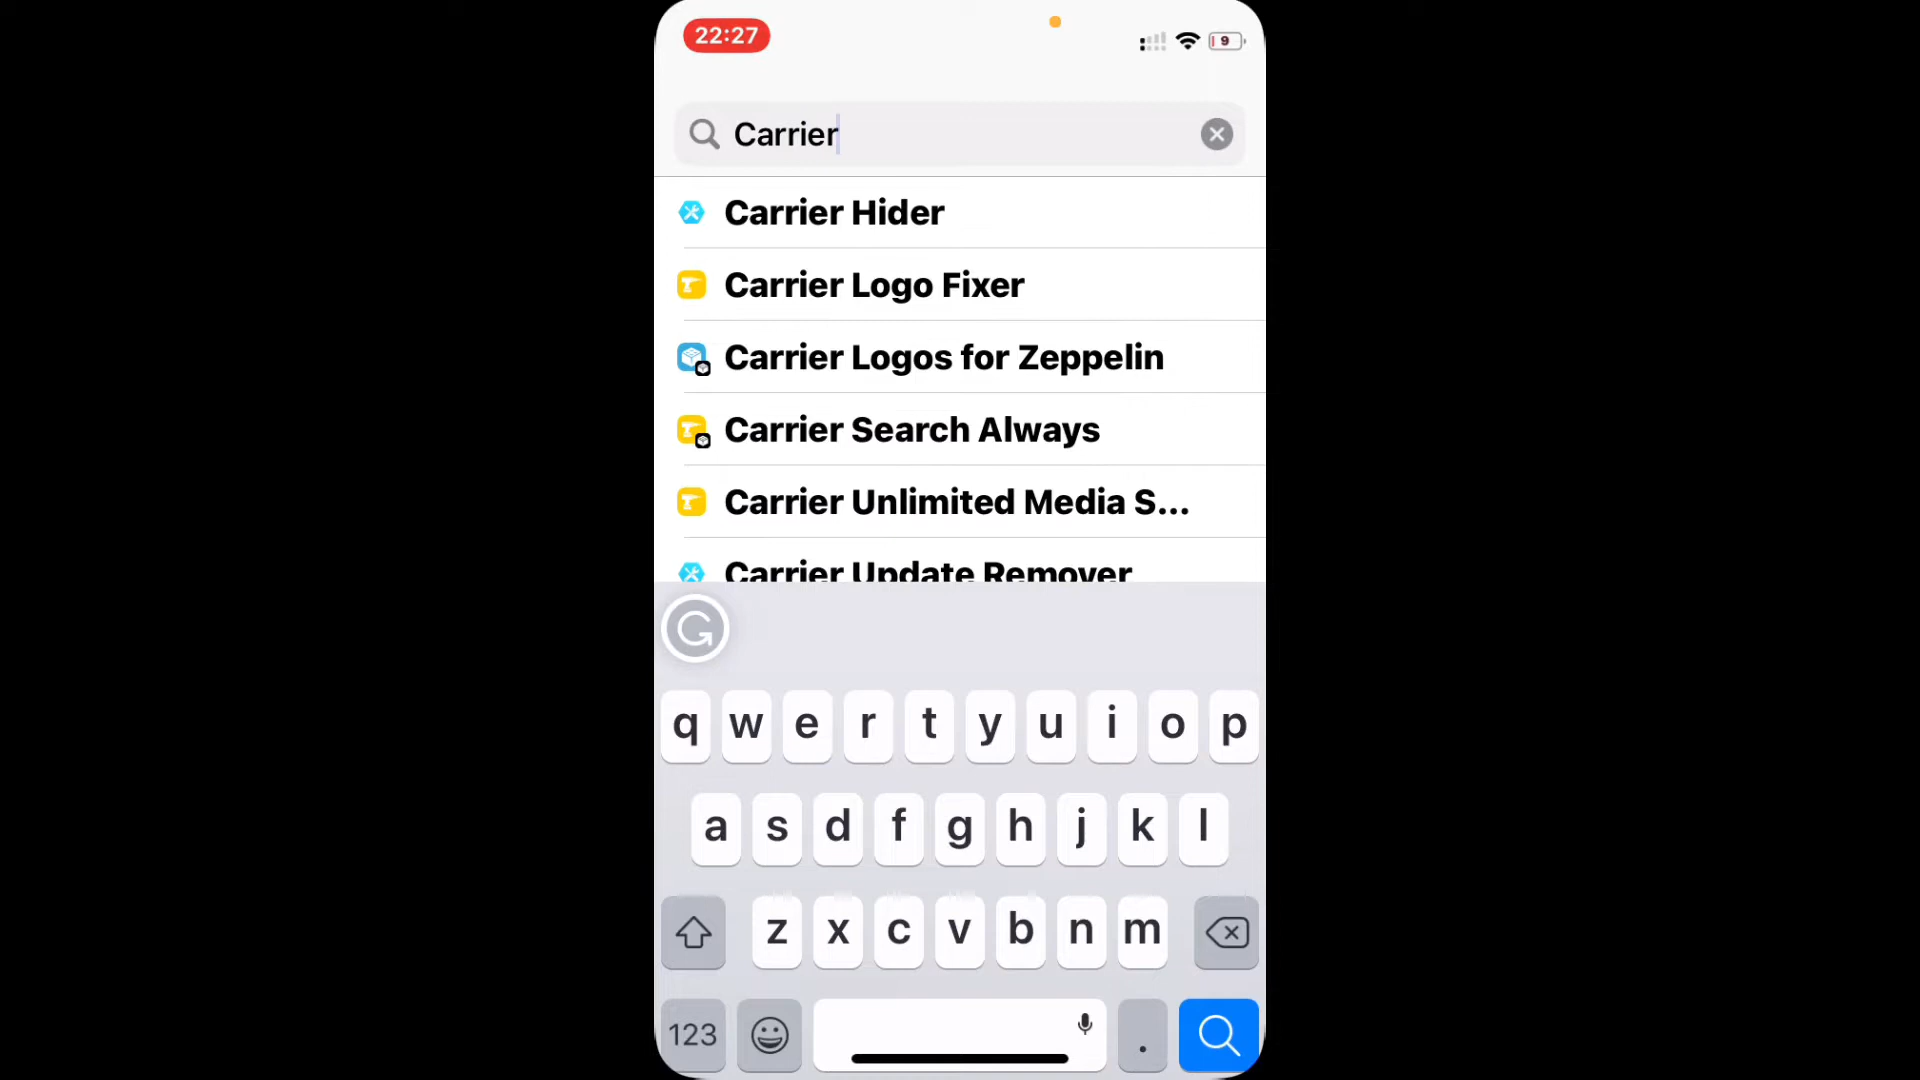 22:27
9
Carrier
Carrier Hider
Carrier Logo Fixer
Carrier Logos for Zeppelin
Carrier Search Always
Carrier Unlimited Media S...
Carrier Update Remover
q w e r t y u i o p
a s d f g h j k l
z x c v b n m
123 .